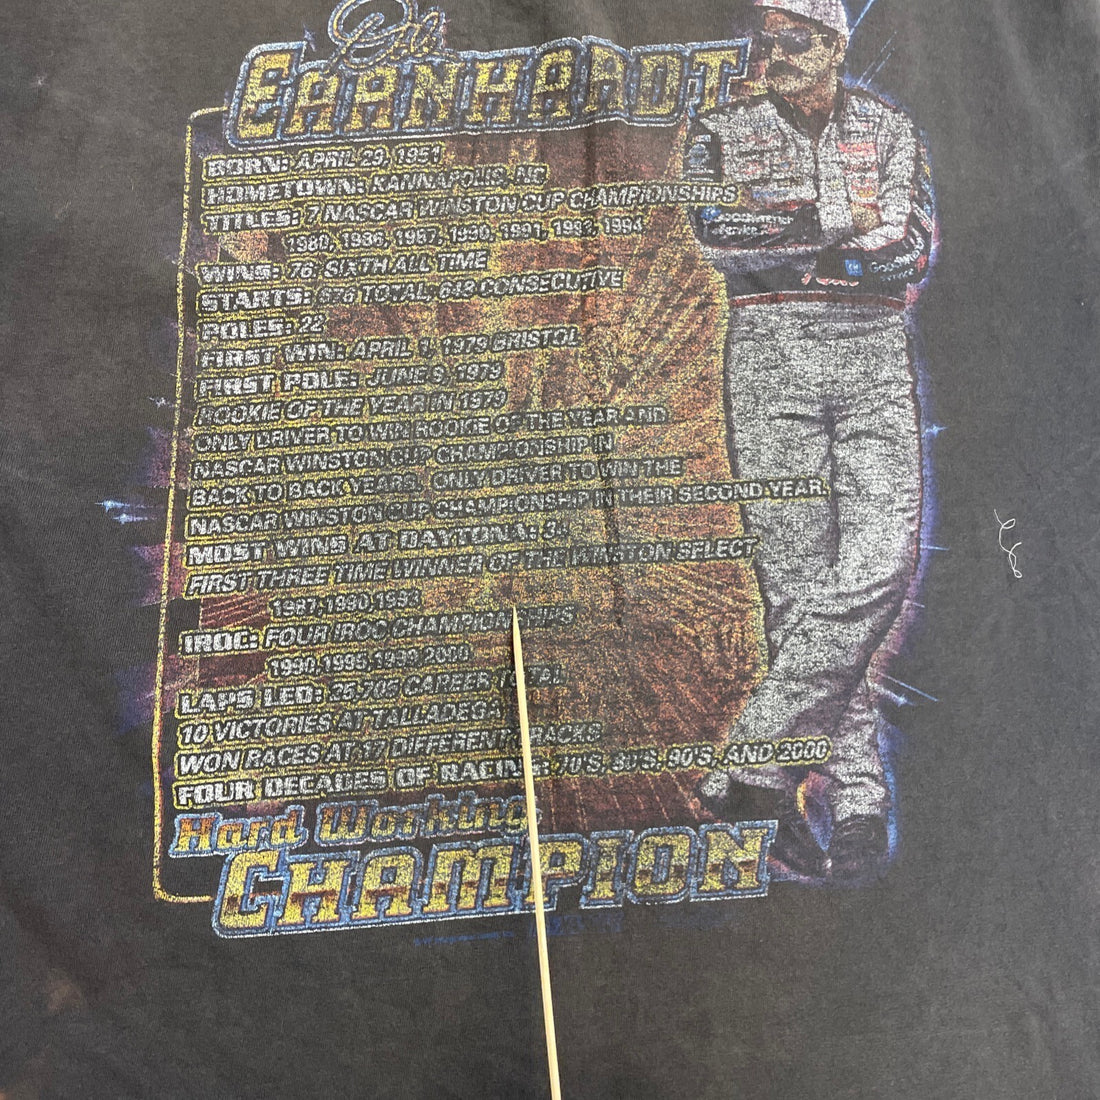 Dale
EARNHARDT
BORN: APRIL 29, 1951
HOMETOWN: KANNAPOLIS, NC
TITLES: 7 NASCAR WINSTON CUP CHAMPIONSHIPS
1980, 1986, 1987, 1990, 1991, 1993, 1994
WINS: 76, SIXTH ALL TIME
STARTS: 676 TOTAL, 648 CONSECUTIVE
POLES: 22
FIRST WIN: APRIL 1, 1979 BRISTOL
FIRST POLE: JUNE 9, 1979
ROOKIE OF THE YEAR IN 1979
ONLY DRIVER TO WIN ROOKIE OF THE YEAR AND
NASCAR WINSTON CUP CHAMPIONSHIP IN
BACK TO BACK YEARS. ONLY DRIVER TO WIN THE
NASCAR WINSTON CUP CHAMPIONSHIP IN THEIR SECOND YEAR.
MOST WINS AT DAYTONA: 34
FIRST THREE TIME WINNER OF THE WINSTON SELECT
1987, 1990, 1993
IROC: FOUR IROC CHAMPIONSHIPS
1990, 1995, 1999, 2000
LAPS LED: CAREER TOTAL
10 VICTORIES AT TALLADEGA
WON RACES AT 17 DIFFERENT TRACKS
FOUR DECADES OF RACING: 70'S, 80'S, 90'S, AND 2000
Hard Working
CHAMPION
Goodwrench
GOODWRENCH